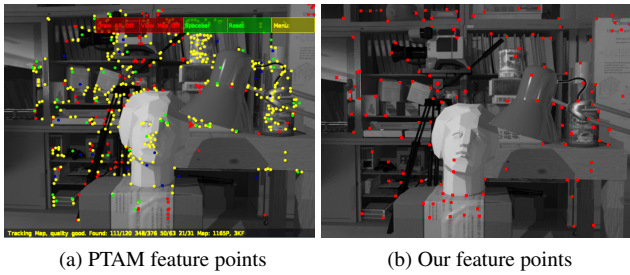 Spacebar
Menu
Tracking Map, quality good. Found: 111/120 348/376 50/63 21/31 Map: 1165P, 3KF
(a) PTAM feature points
(b) Our feature points